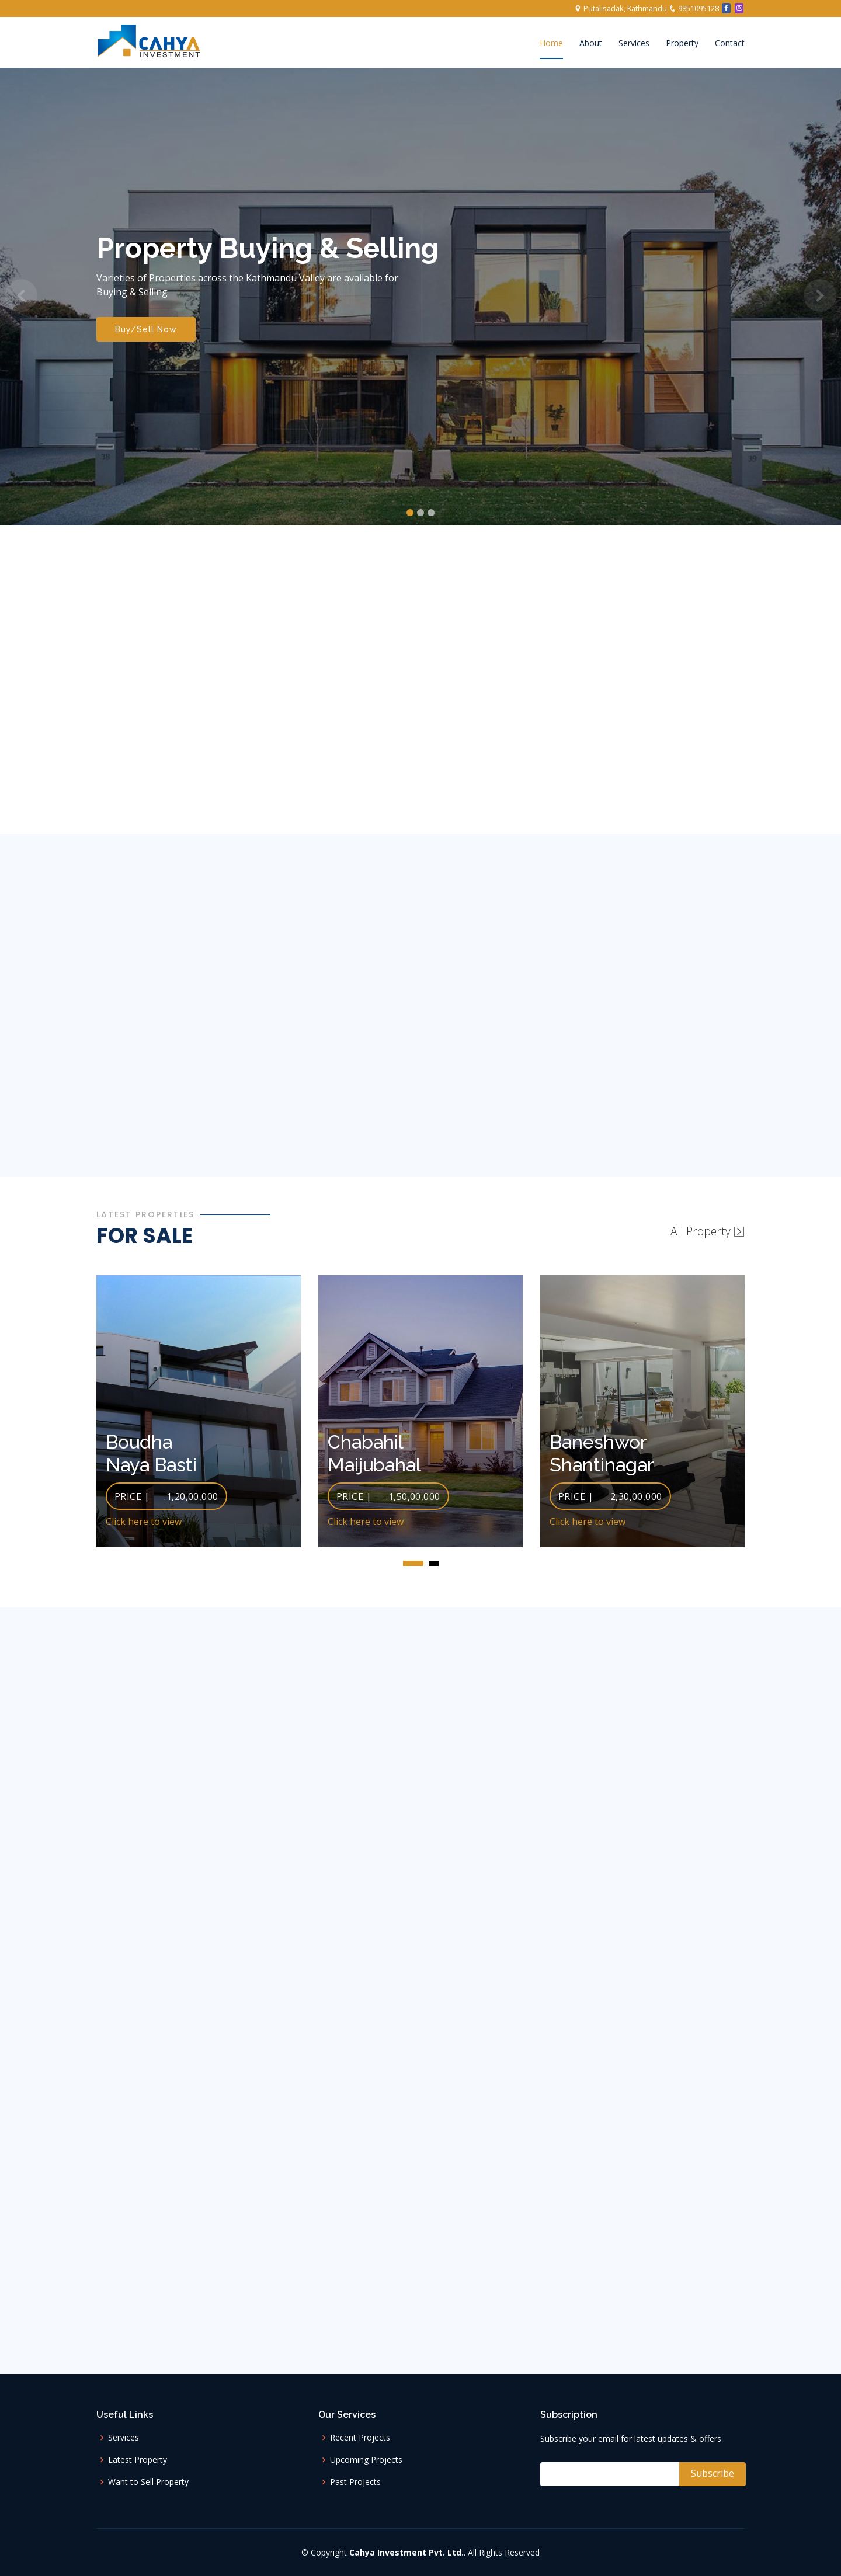 Putalisadak, Kathmandu 9851095128
CAHYA
INVESTMENT
Home About Services Property Contact
Property Buying & Selling
Varieties of Properties across the Kathmandu Valley are available for
Buying & Selling
Buy/Sell Now
LATEST PROPERTIES
FOR SALE
All Property
Boudha
Naya Basti
PRICE | .1,20,00,000
Click here to view
Chabahil
Maijubahal
PRICE | .1,50,00,000
Click here to view
Baneshwor
Shantinagar
PRICE | .2,30,00,000
Click here to view
Useful Links
Services
Latest Property
Want to Sell Property
Our Services
Recent Projects
Upcoming Projects
Past Projects
Subscription
Subscribe your email for latest updates & offers
Subscribe
© Copyright Cahya Investment Pvt. Ltd.. All Rights Reserved